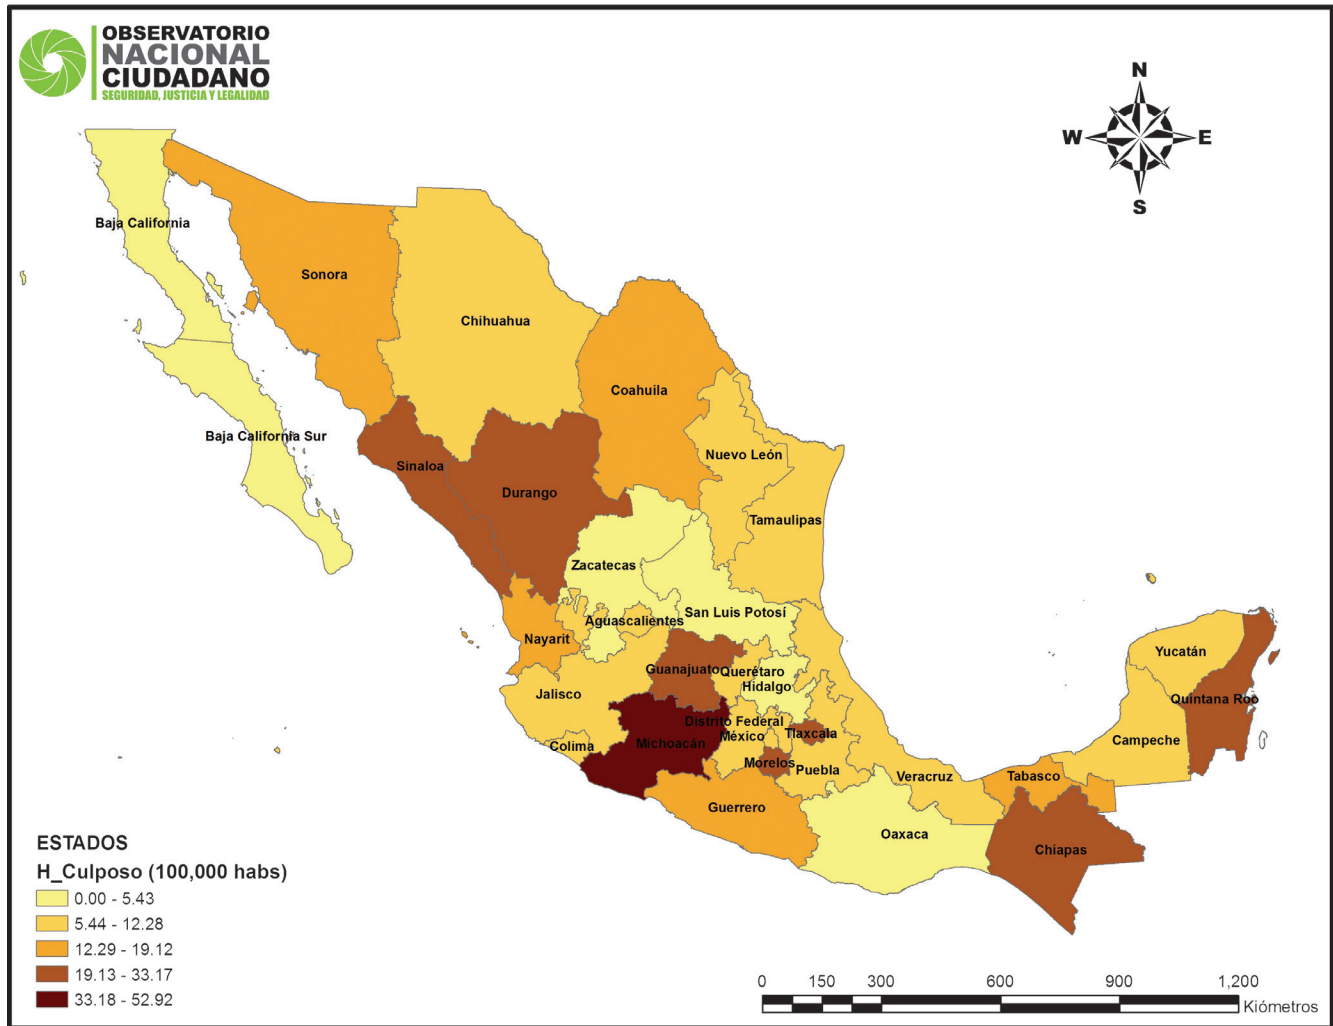 OBSERVATORIO
NACIONAL
CIUDADANO
SEGURIDAD, JUSTICIA Y LEGALIDAD
N
W
E
S
Baja California
Sonora
Chihuahua
Coahuila
Baja California Sur
Sinaloa
Nuevo León
Durango
Tamaulipas
Zacatecas
San Luis Potosí
Aguascalientes
Nayarit
Yucatán
Guanajuato
Querétaro
Hidalgo
Jalisco
Quintana Roo
Distrito Federal
México
Tlaxcala
Michoacán
Colima
Campeche
Morelos
Puebla
Veracruz
Tabasco
Guerrero
Oaxaca
Chiapas
ESTADOS
H_Culposo (100,000 habs)
0.00 - 5.43
5.44 - 12.28
12.29 - 19.12
19.13 - 33.17
33.18 - 52.92
0 150 300 600 900 1,200
Kiómetros